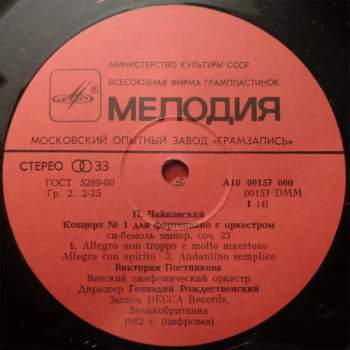 МИНИСТЕРСТВО КУЛЬТУРЫ СССР
ВСЕСОЮЗНАЯ ФИРМА ГРАМПЛАСТИНОК
МЕЛОДИЯ
МОСКОВСКИЙ ОПЫТНЫЙ ЗАВОД «ГРАМЗАПИСЬ»
СТЕРЕО 33
ГОСТ 5289-80
Гр. 2. 2-25
А10 00157 000
00157 DMM
1 (4)
П. Чайковский
Концерт № 1 для фортепиано с оркестром
си-бемоль минор, соч. 23
1. Allegro non troppo e molto maestoso
Allegro con spirito 2. Andantino semplice
Виктория Постникова
Венский симфонический оркестр
Дирижер Геннадий Рождественский
Запись DECCA Records,
Великобритания
1982 г. (цифровая)